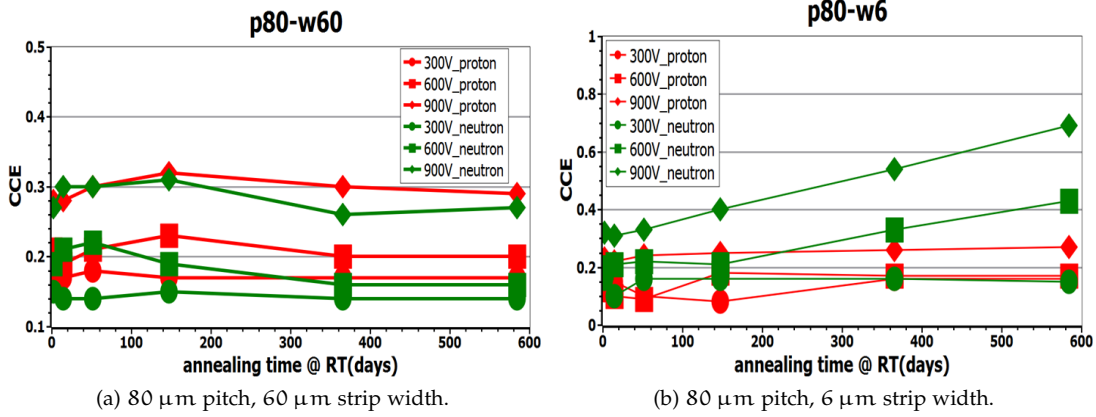 p80-w60
0.5
0.4
0.3
0.2
0.1
CCE
300V_proton
600V_proton
900V_proton
300V_neutron
600V_neutron
900V_neutron
0 100 200 300 400 500 600
annealing time @ RT(days)
(a) 80 μm pitch, 60 μm strip width.
p80-w6
1
0.8
0.6
0.4
0.2
0
CCE
300V_proton
600V_proton
900V_proton
300V_neutron
600V_neutron
900V_neutron
0 100 200 300 400 500 600
annealing time @ RT(days)
(b) 80 μm pitch, 6 μm strip width.